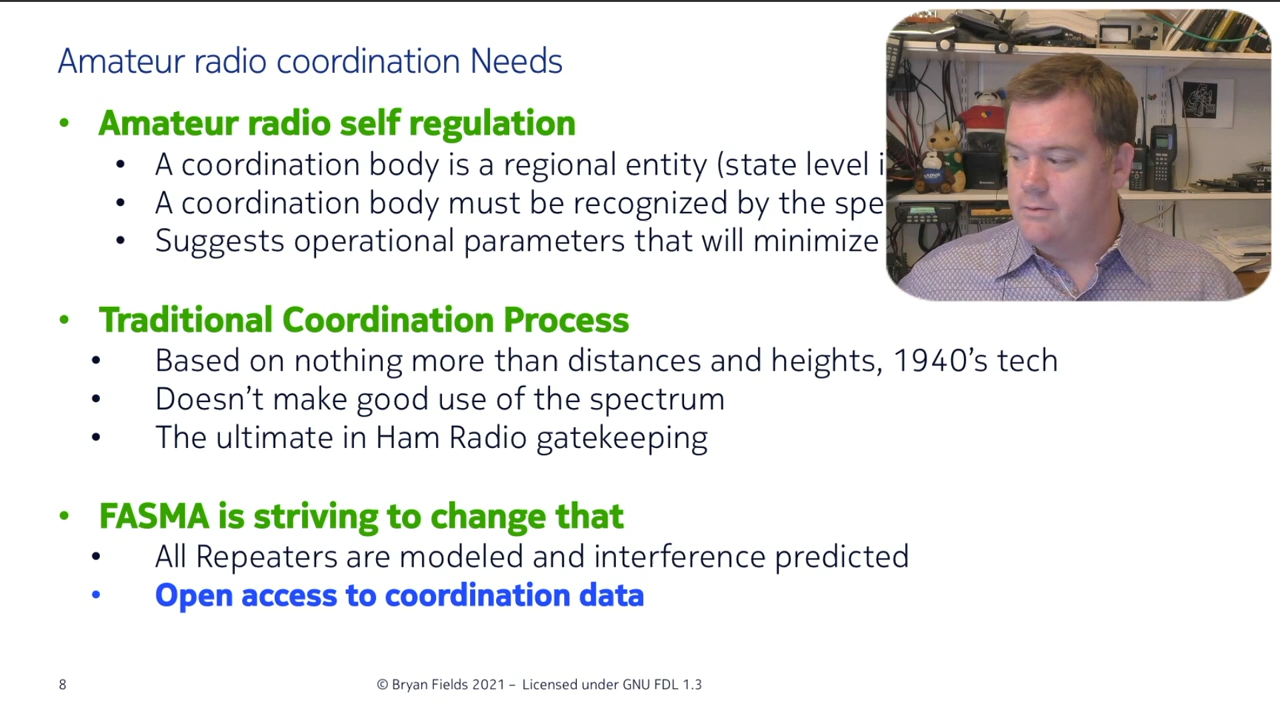 Amateur radio coordination Needs
• Amateur radio self regulation
• A coordination body is a regional entity (state level i
• A coordination body must be recognized by the spe
• Suggests operational parameters that will minimize
• Traditional Coordination Process
• Based on nothing more than distances and heights, 1940’s tech
• Doesn’t make good use of the spectrum
• The ultimate in Ham Radio gatekeeping
• FASMA is striving to change that
• All Repeaters are modeled and interference predicted
• Open access to coordination data
8
© Bryan Fields 2021 – Licensed under GNU FDL 1.3